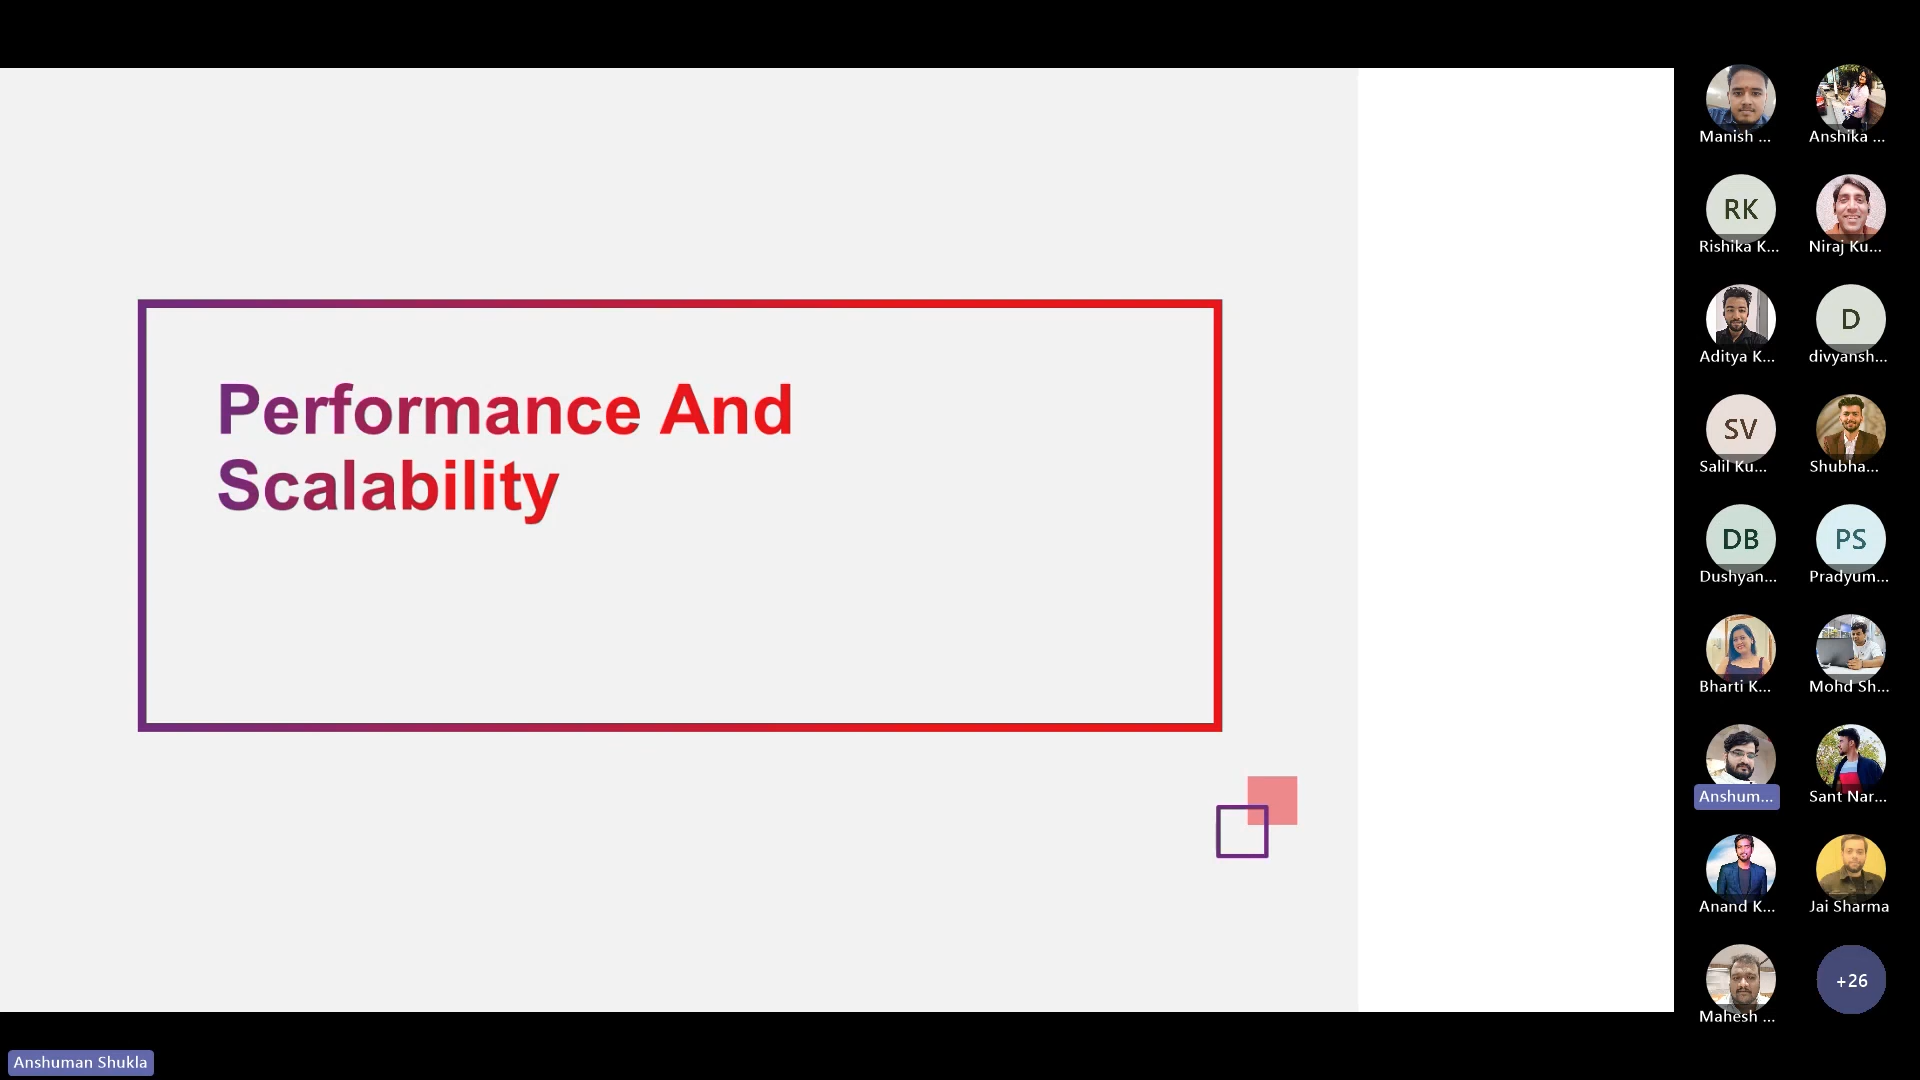 Performance And
Scalability
Manish ...
Anshika ...
RK
Rishika K...
Niraj Ku...
Aditya K...
D
divyansh...
SV
Salil Ku...
Shubha...
DB
Dushyan...
PS
Pradyum...
Bharti K...
Mohd Sh...
Anshum...
Sant Nar...
Anand K...
Jai Sharma
Mahesh ...
+26
Anshuman Shukla